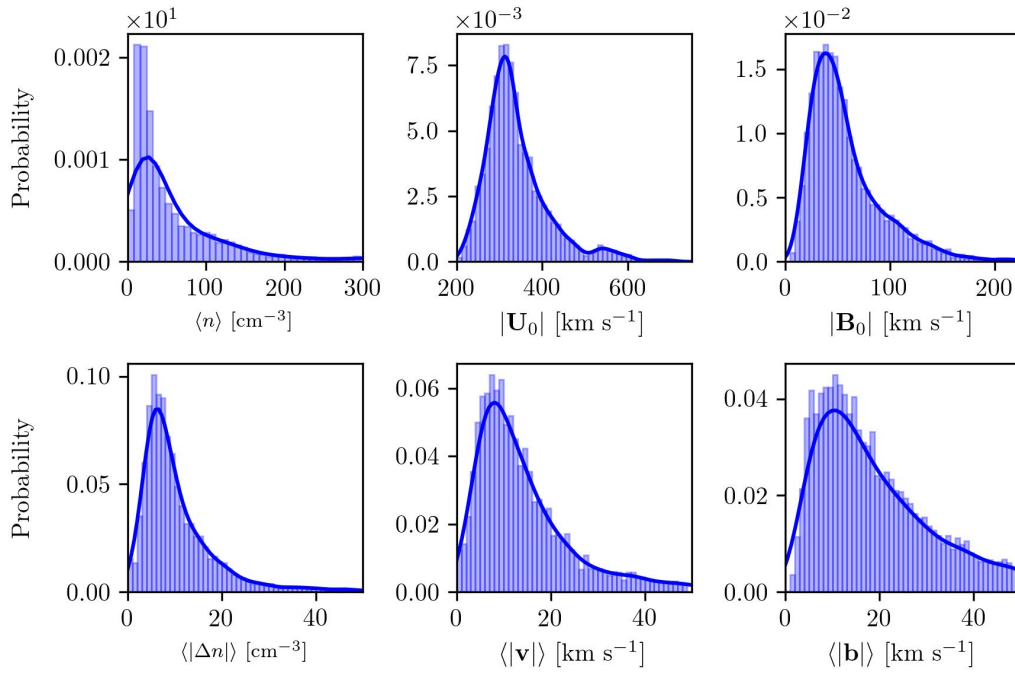 ×10¹ ×10⁻³ ×10⁻²
Probability
0.002 7.5 1.5
0.001 5.0 1.0
2.5 0.5
0.000 0.0 0.0
0 100 200 300 200 400 600 0 100 200
⟨n⟩ [cm⁻³] |U₀| [km s⁻¹] |B₀| [km s⁻¹]
Probability
0.10 0.06 0.04
0.05 0.04 0.02
0.02
0.00 0.00 0.00
0 20 40 0 20 40 0 20 40
⟨|Δn|⟩ [cm⁻³] ⟨|v|⟩ [km s⁻¹] ⟨|b|⟩ [km s⁻¹]